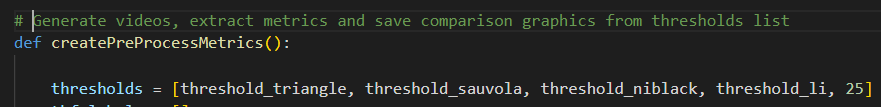 # Generate videos, extract metrics and save comparison graphics from thresholds list
def createPreProcessMetrics():
thresholds = [threshold_triangle, threshold_sauvola, threshold_niblack, threshold_li, 25]